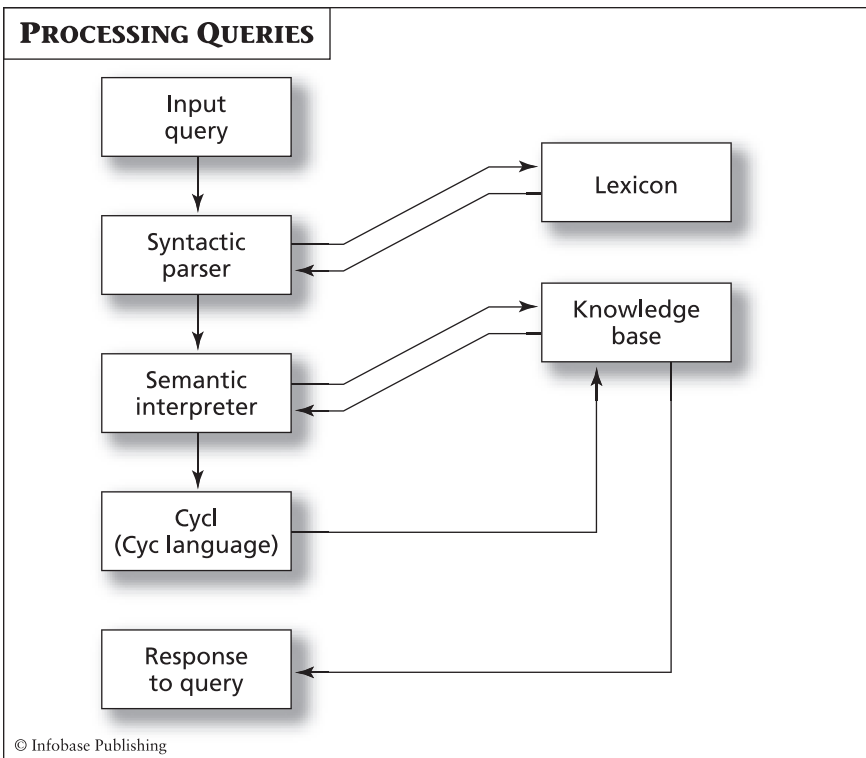 PROCESSING QUERIES
Input
query
Syntactic
parser
Lexicon
Semantic
interpreter
Knowledge
base
Cycl
(Cyc language)
Response
to query
© Infobase Publishing